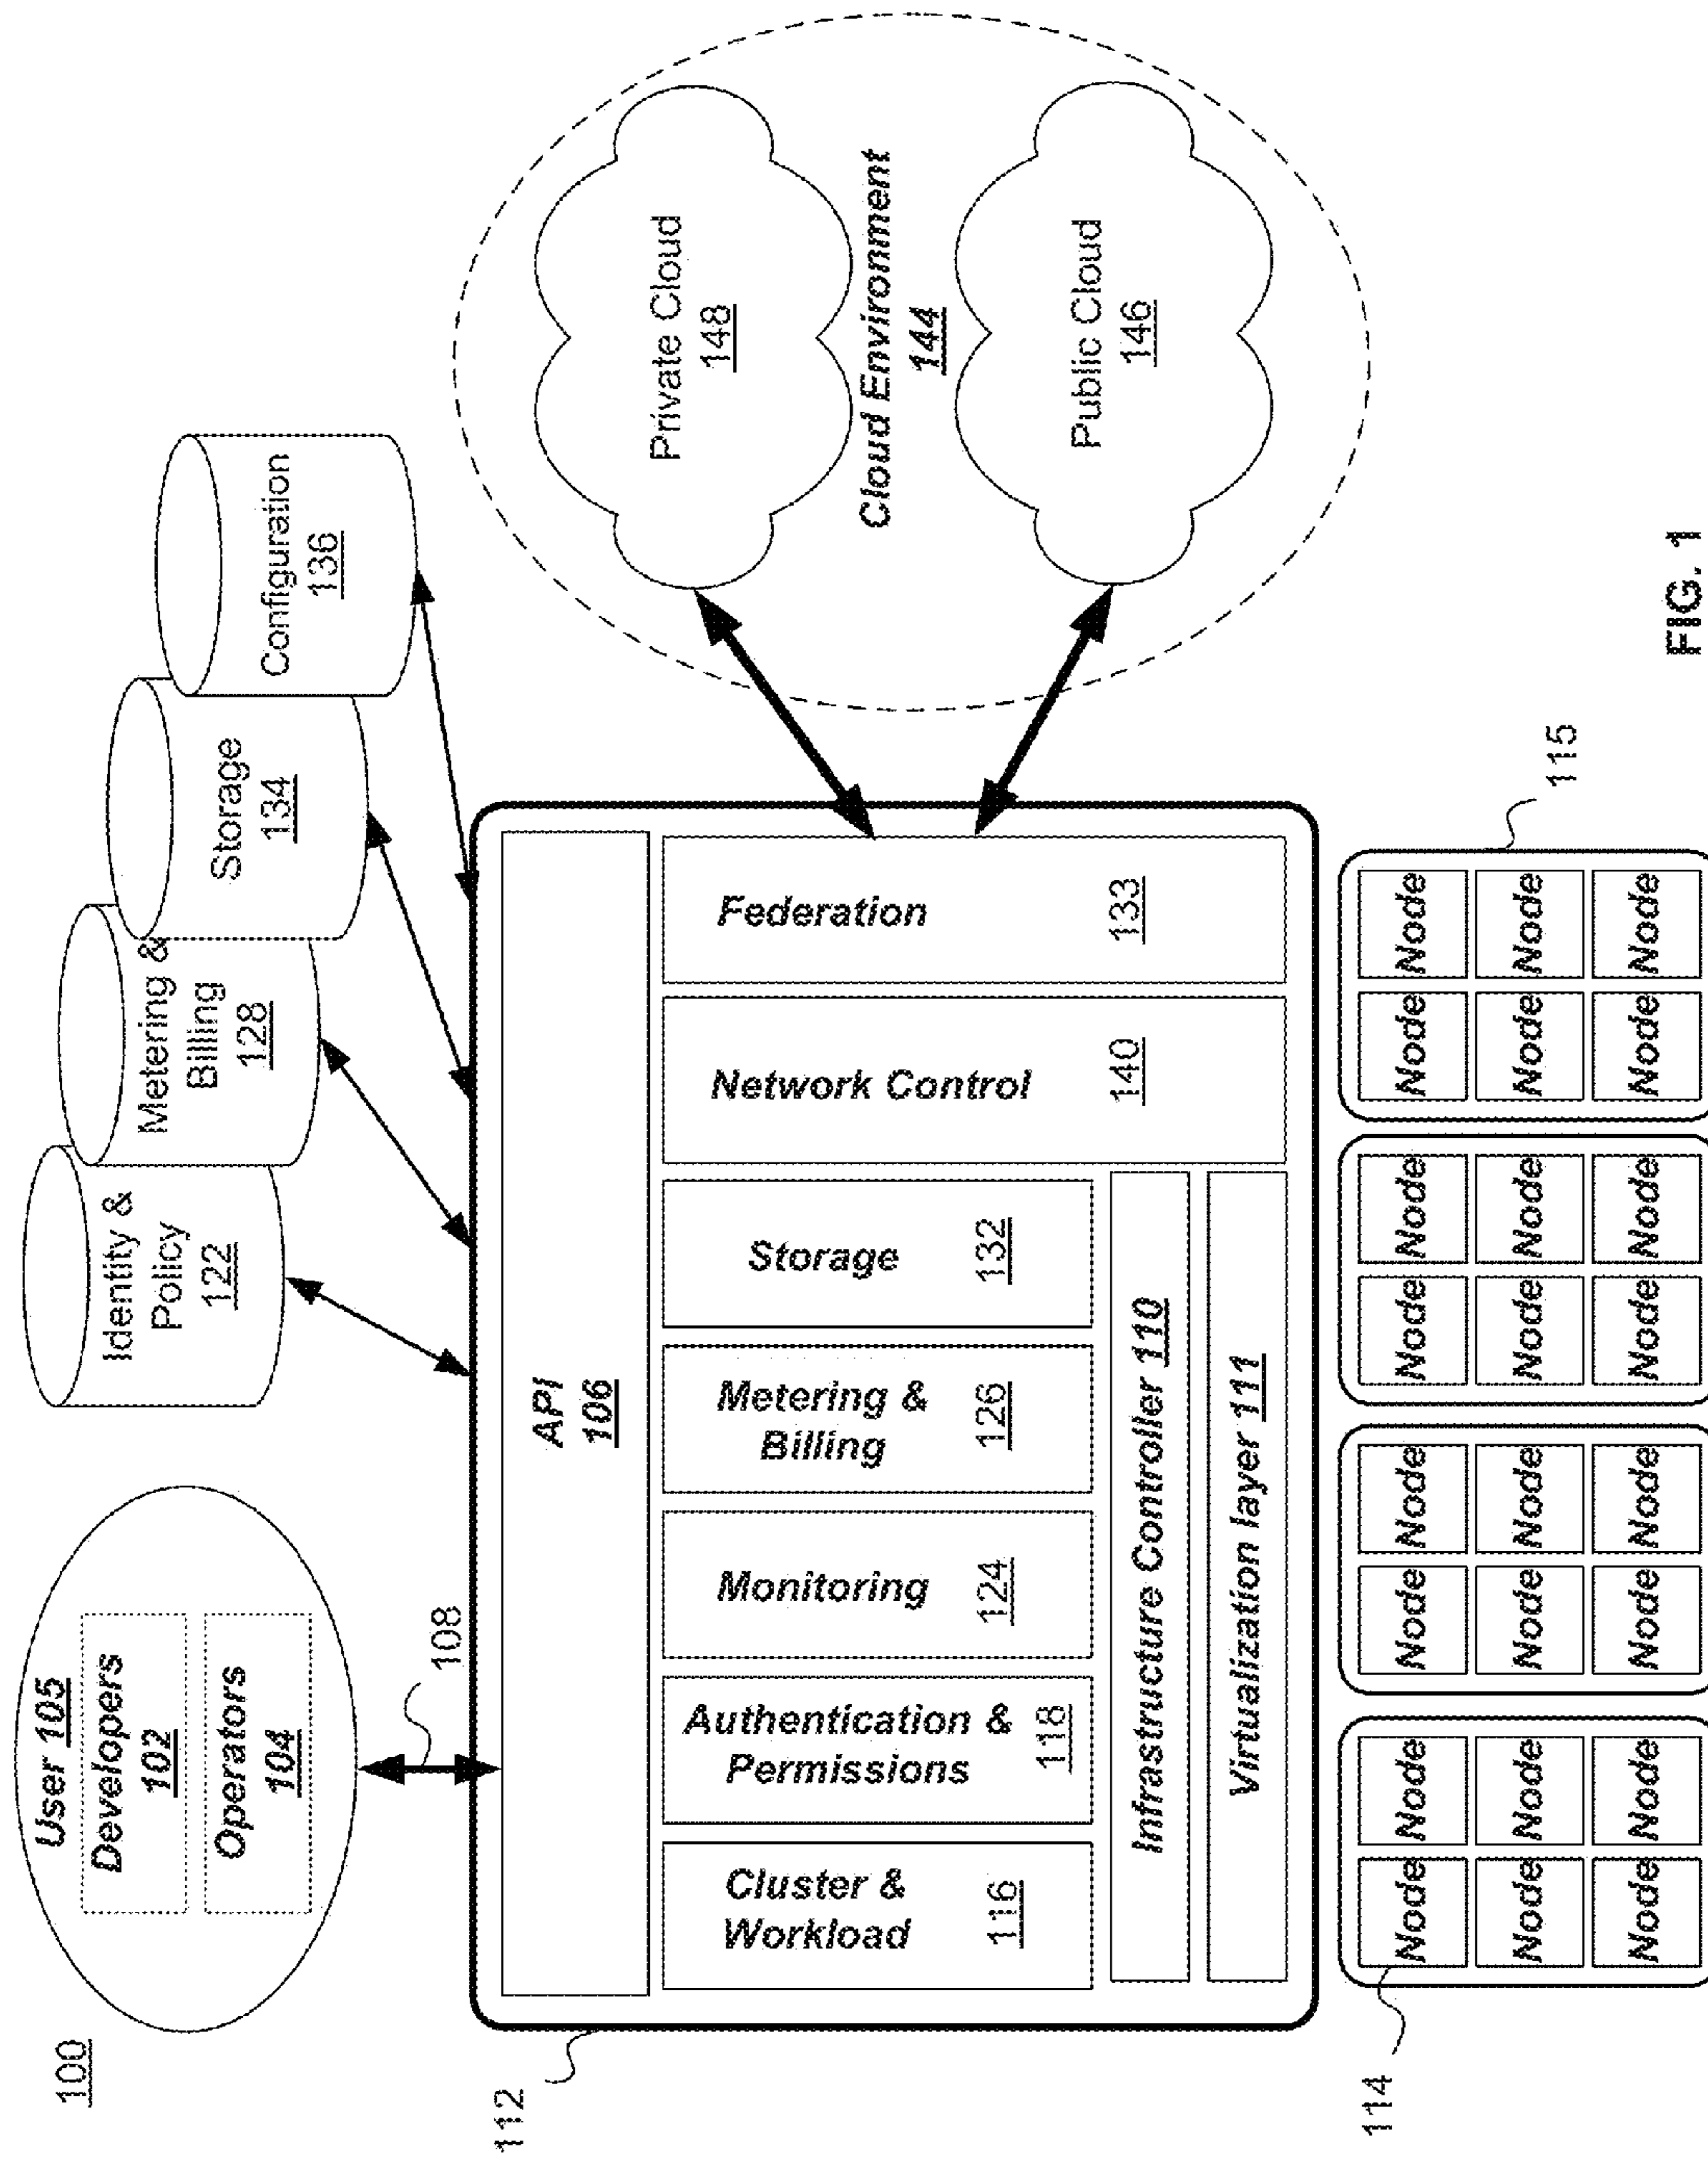 100
User 105
Developers
102
Operators
104
108
Identity &
Policy
122
Metering &
Billing
128
Storage
134
Configuration
136
112
API
106
Cluster &
Workload
116
Authentication &
Permissions
118
Monitoring
124
Metering &
Billing
126
Storage
132
Network Control
140
Federation
133
Infrastructure Controller 110
Virtualization layer 111
Private Cloud
148
Cloud Environment
144
Public Cloud
146
114
115
Node Node Node Node Node Node Node Node
Node Node Node Node Node Node Node Node
Node Node Node Node Node Node Node Node
FIG. 1